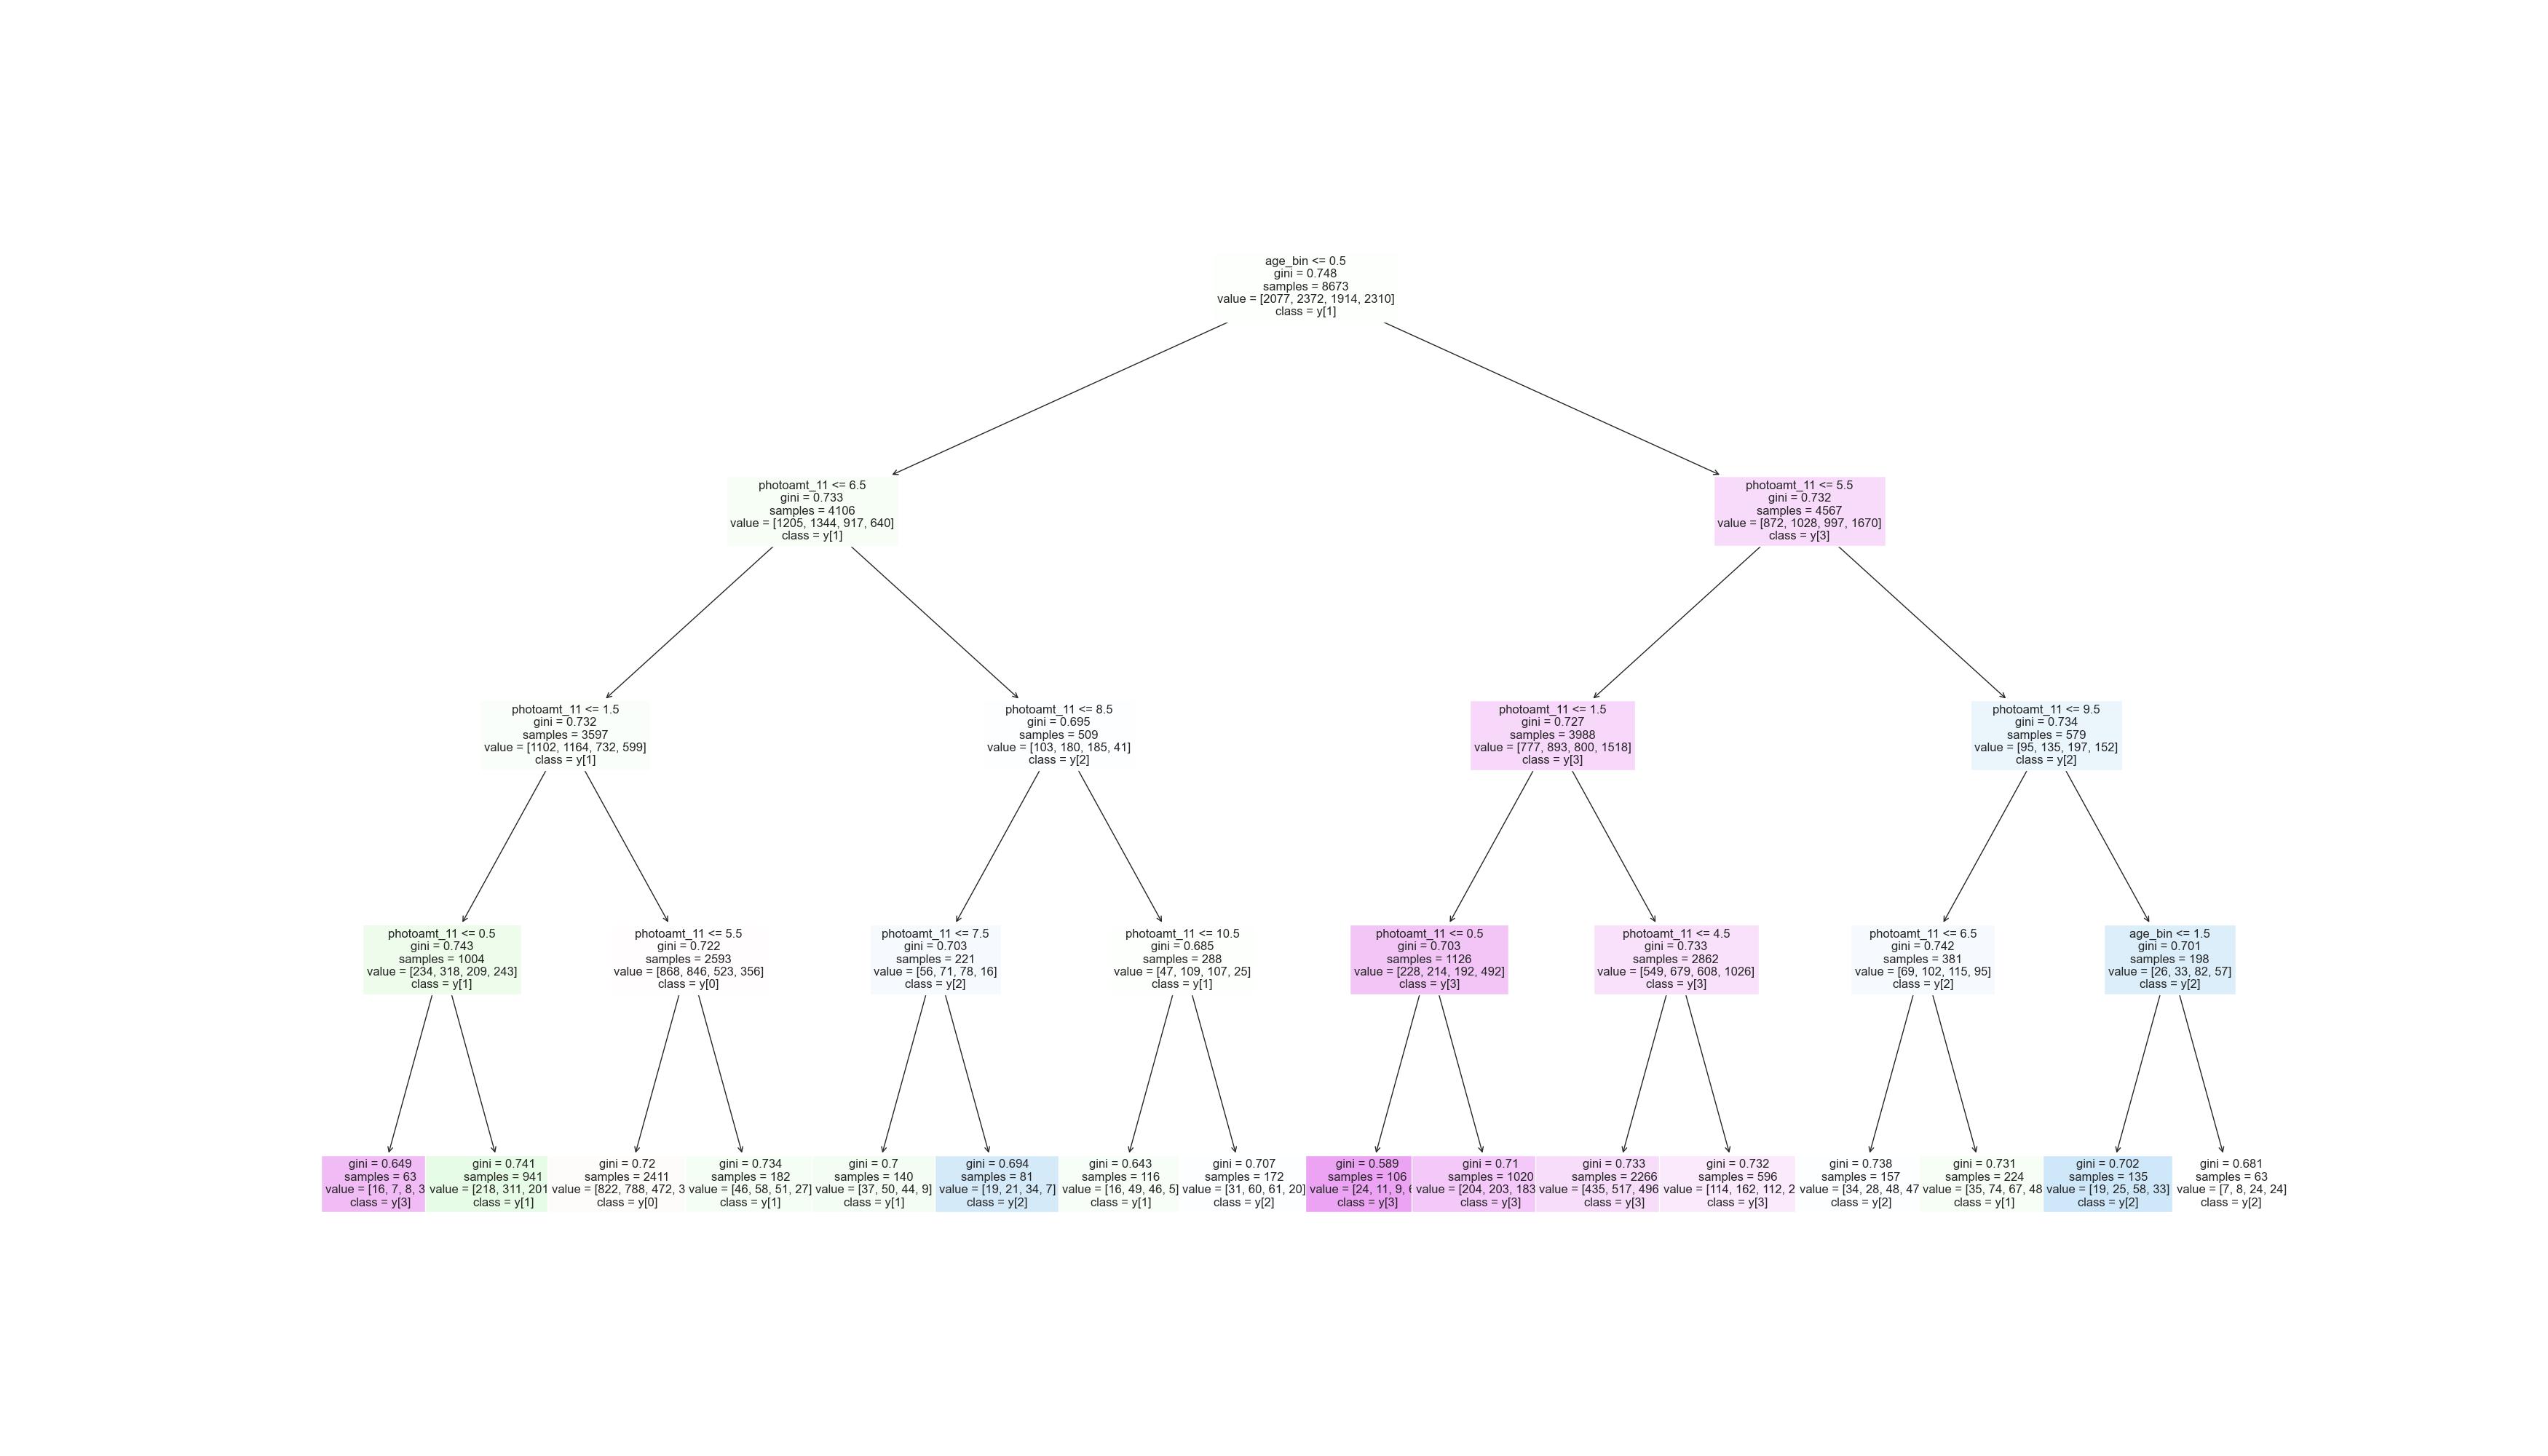 age_bin <= 0.5
gini = 0.748
samples = 8673
value = [2077, 2372, 1914, 2310]
class = y[1]
photoamt_11 <= 6.5
gini = 0.733
samples = 4106
value = [1205, 1344, 917, 640]
class = y[1]
photoamt_11 <= 5.5
gini = 0.732
samples = 4567
value = [872, 1028, 997, 1670]
class = y[3]
photoamt_11 <= 1.5
gini = 0.732
samples = 3597
value = [1102, 1164, 732, 599]
class = y[1]
photoamt_11 <= 8.5
gini = 0.695
samples = 509
value = [103, 180, 185, 41]
class = y[2]
photoamt_11 <= 1.5
gini = 0.727
samples = 3988
value = [777, 893, 800, 1518]
class = y[3]
photoamt_11 <= 9.5
gini = 0.734
samples = 579
value = [95, 135, 197, 152]
class = y[2]
photoamt_11 <= 0.5
gini = 0.743
samples = 1004
value = [234, 318, 209, 243]
class = y[1]
photoamt_11 <= 5.5
gini = 0.722
samples = 2593
value = [868, 846, 523, 356]
class = y[0]
photoamt_11 <= 7.5
gini = 0.703
samples = 221
value = [56, 71, 78, 16]
class = y[2]
photoamt_11 <= 10.5
gini = 0.685
samples = 288
value = [47, 109, 107, 25]
class = y[1]
photoamt_11 <= 0.5
gini = 0.703
samples = 1126
value = [228, 214, 192, 492]
class = y[3]
photoamt_11 <= 4.5
gini = 0.733
samples = 2862
value = [549, 679, 608, 1026]
class = y[3]
photoamt_11 <= 6.5
gini = 0.742
samples = 381
value = [69, 102, 115, 95]
class = y[2]
age_bin <= 1.5
gini = 0.701
samples = 198
value = [26, 33, 82, 57]
class = y[2]
gini = 0.649
samples = 63
value = [16, 7, 8, 3
class = y[3]
gini = 0.741
samples = 941
value = [218, 311, 201
class = y[1]
gini = 0.72
samples = 2411
value = [822, 788, 472, 3
class = y[0]
gini = 0.734
samples = 182
value = [46, 58, 51, 27]
class = y[1]
gini = 0.7
samples = 140
value = [37, 50, 44, 9]
class = y[1]
gini = 0.694
samples = 81
value = [19, 21, 34, 7]
class = y[2]
gini = 0.643
samples = 116
value = [16, 49, 46, 5]
class = y[1]
gini = 0.707
samples = 172
value = [31, 60, 61, 20]
class = y[2]
gini = 0.589
samples = 106
value = [24, 11, 9,
class = y[3]
gini = 0.71
samples = 1020
value = [204, 203, 183
class = y[3]
gini = 0.733
samples = 2266
value = [435, 517, 496
class = y[3]
gini = 0.732
samples = 596
value = [114, 162, 112, 2
class = y[3]
gini = 0.738
samples = 157
value = [34, 28, 48, 47
class = y[2]
gini = 0.731
samples = 224
value = [35, 74, 67, 48
class = y[1]
gini = 0.702
samples = 135
value = [19, 25, 58, 33]
class = y[2]
gini = 0.681
samples = 63
value = [7, 8, 24, 24]
class = y[2]